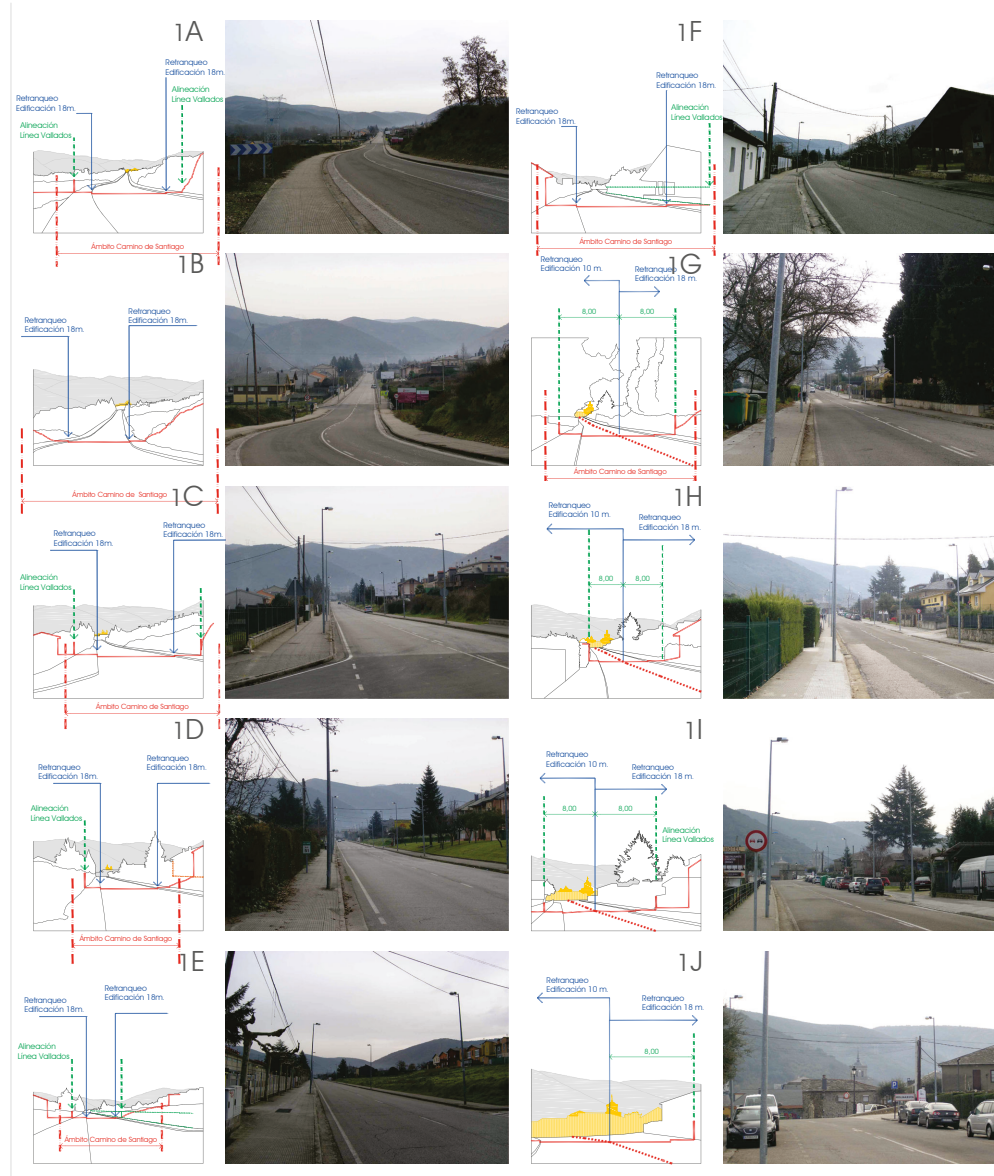 1A
Retranqueo
Edificación 18m.
Alineación
Línea Vallados
Retranqueo
Edificación 18m.
Alineación
Línea Vallados
Ámbito Camino de Santiago
1B
Retranqueo
Edificación 18m.
Retranqueo
Edificación 18m.
Ámbito Camino de Santiago
1C
Retranqueo
Edificación 18m.
Retranqueo
Edificación 18m.
Alineación
Línea Vallados
Ámbito Camino de Santiago
1D
Retranqueo
Edificación 18m.
Retranqueo
Edificación 18m.
Alineación
Línea Vallados
Ámbito Camino de Santiago
1E
Retranqueo
Edificación 18m.
Retranqueo
Edificación 18m.
Alineación
Línea Vallados
Ámbito Camino de Santiago
1F
Retranqueo
Edificación 18m.
Retranqueo
Edificación 18m.
Alineación
Línea Vallados
Ámbito Camino de Santiago
1G
Retranqueo
Edificación 10 m.
Retranqueo
Edificación 18 m.
8,00
8,00
Ámbito Camino de Santiago
1H
Retranqueo
Edificación 10 m.
Retranqueo
Edificación 18 m.
8,00
8,00
1I
Retranqueo
Edificación 10 m.
Retranqueo
Edificación 18 m.
8,00
8,00
Alineación
Línea Vallados
1J
Retranqueo
Edificación 10 m.
Retranqueo
Edificación 18 m.
8,00